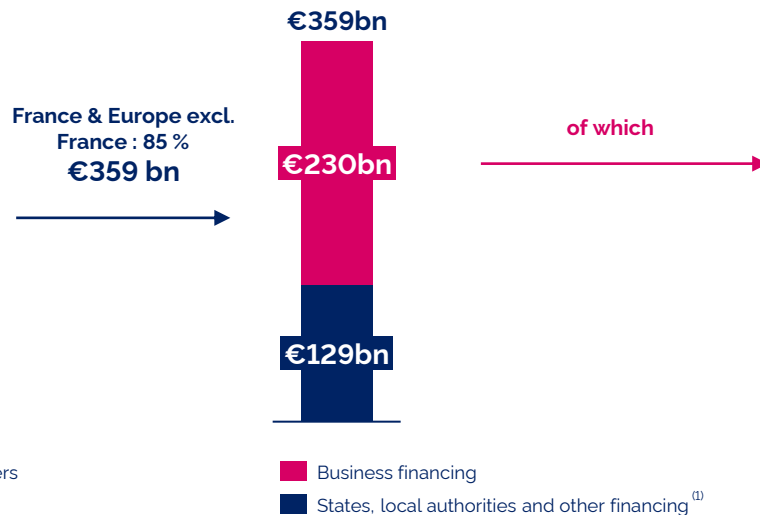 €359bn
France & Europe excl.
France : 85 %
€359 bn
of which
€230bn
€129bn
Business financing
States, local authorities and other financing (1)